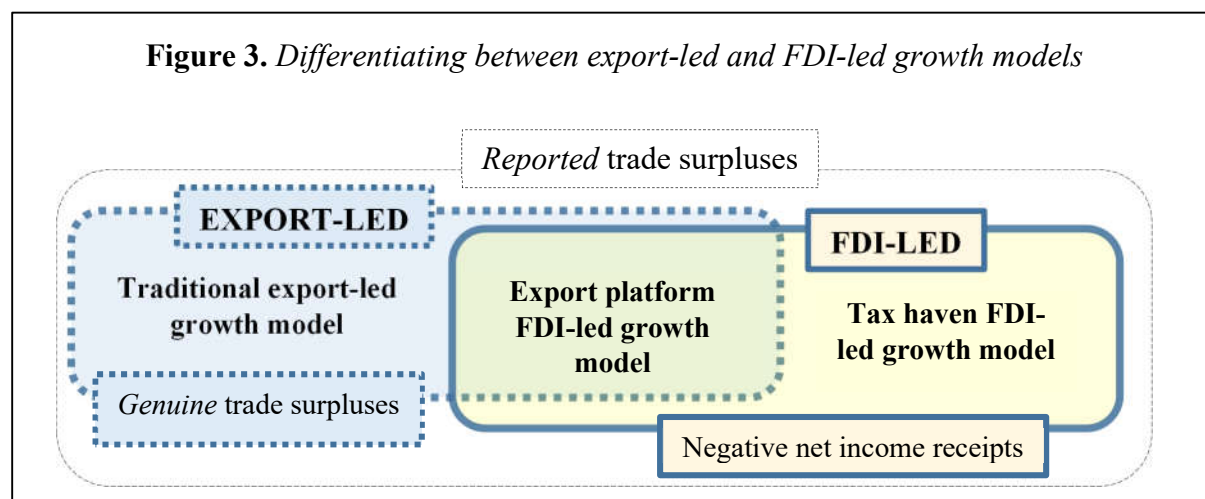 Figure 3. Differentiating between export-led and FDI-led growth models
Reported trade surpluses
EXPORT-LED
FDI-LED
Traditional export-led
growth model
Export platform
FDI-led growth
model
Tax haven FDI-
led growth model
Genuine trade surpluses
Negative net income receipts